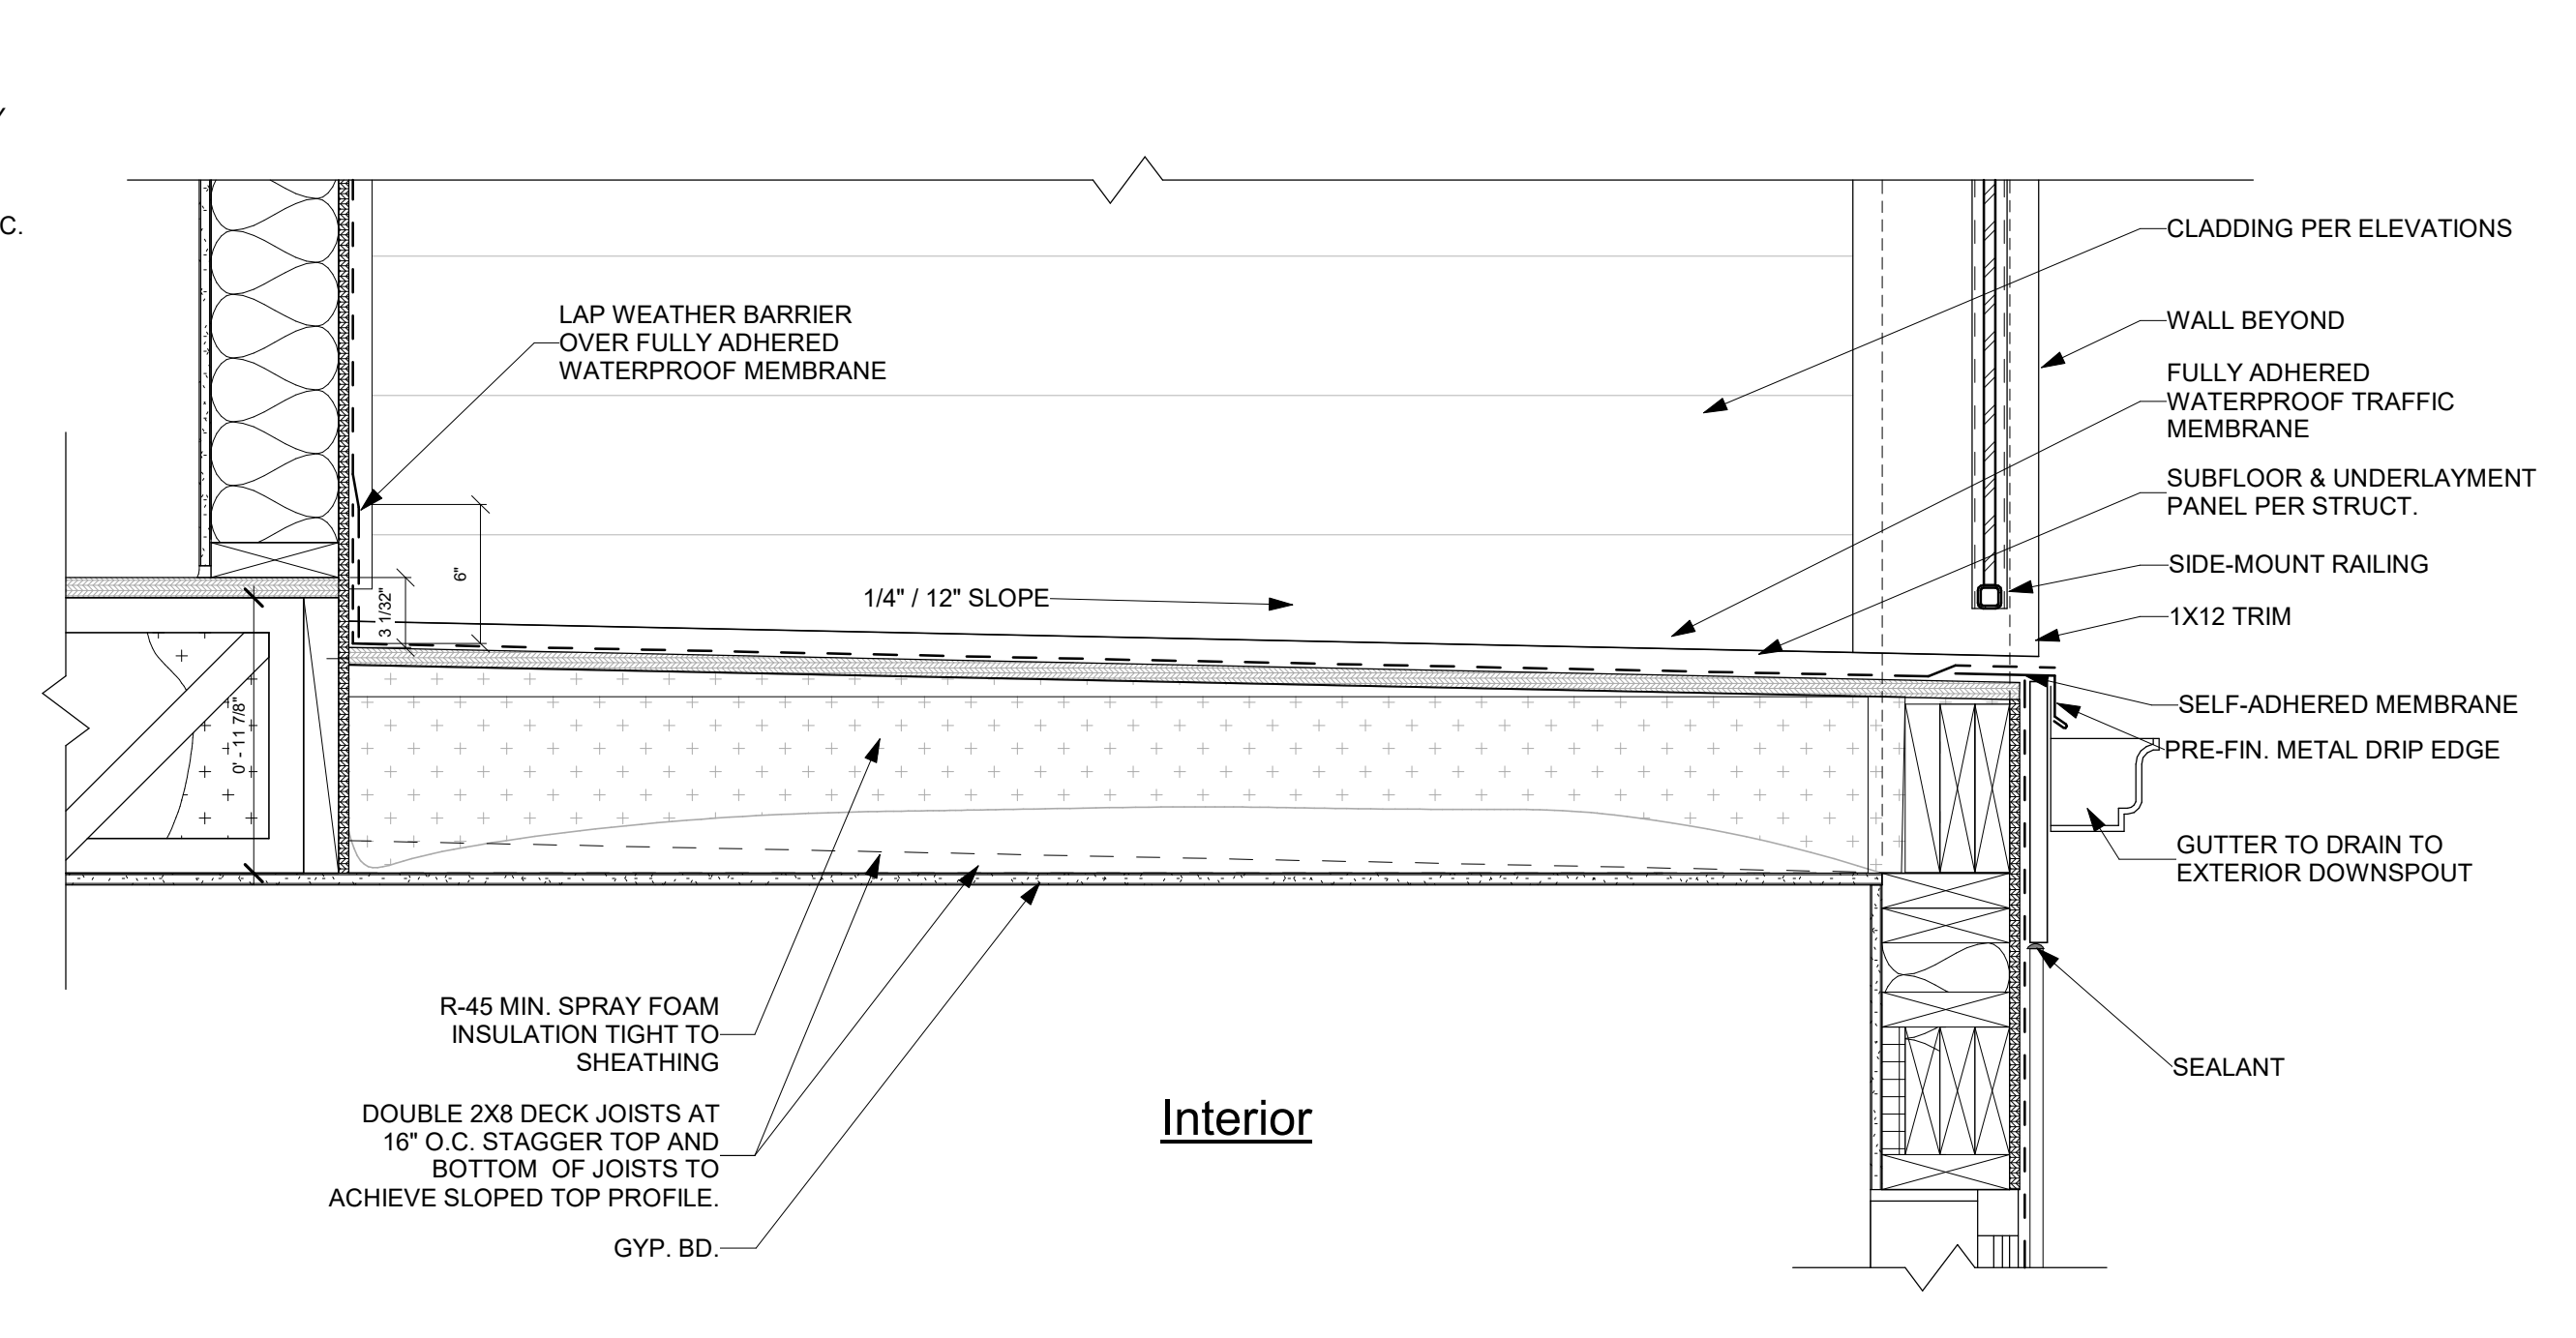 C.
LAP WEATHER BARRIER
OVER FULLY ADHERED
WATERPROOF MEMBRANE
6"
3 1/32"
0' - 11 7/8"
1/4" / 12" SLOPE
CLADDING PER ELEVATIONS
WALL BEYOND
FULLY ADHERED
WATERPROOF TRAFFIC
MEMBRANE
SUBFLOOR & UNDERLAYMENT
PANEL PER STRUCT.
SIDE-MOUNT RAILING
1X12 TRIM
SELF-ADHERED MEMBRANE
PRE-FIN. METAL DRIP EDGE
GUTTER TO DRAIN TO
EXTERIOR DOWNSPOUT
SEALANT
R-45 MIN. SPRAY FOAM
INSULATION TIGHT TO
SHEATHING
DOUBLE 2X8 DECK JOISTS AT
16" O.C. STAGGER TOP AND
BOTTOM OF JOISTS TO
ACHIEVE SLOPED TOP PROFILE.
GYP. BD.
Interior